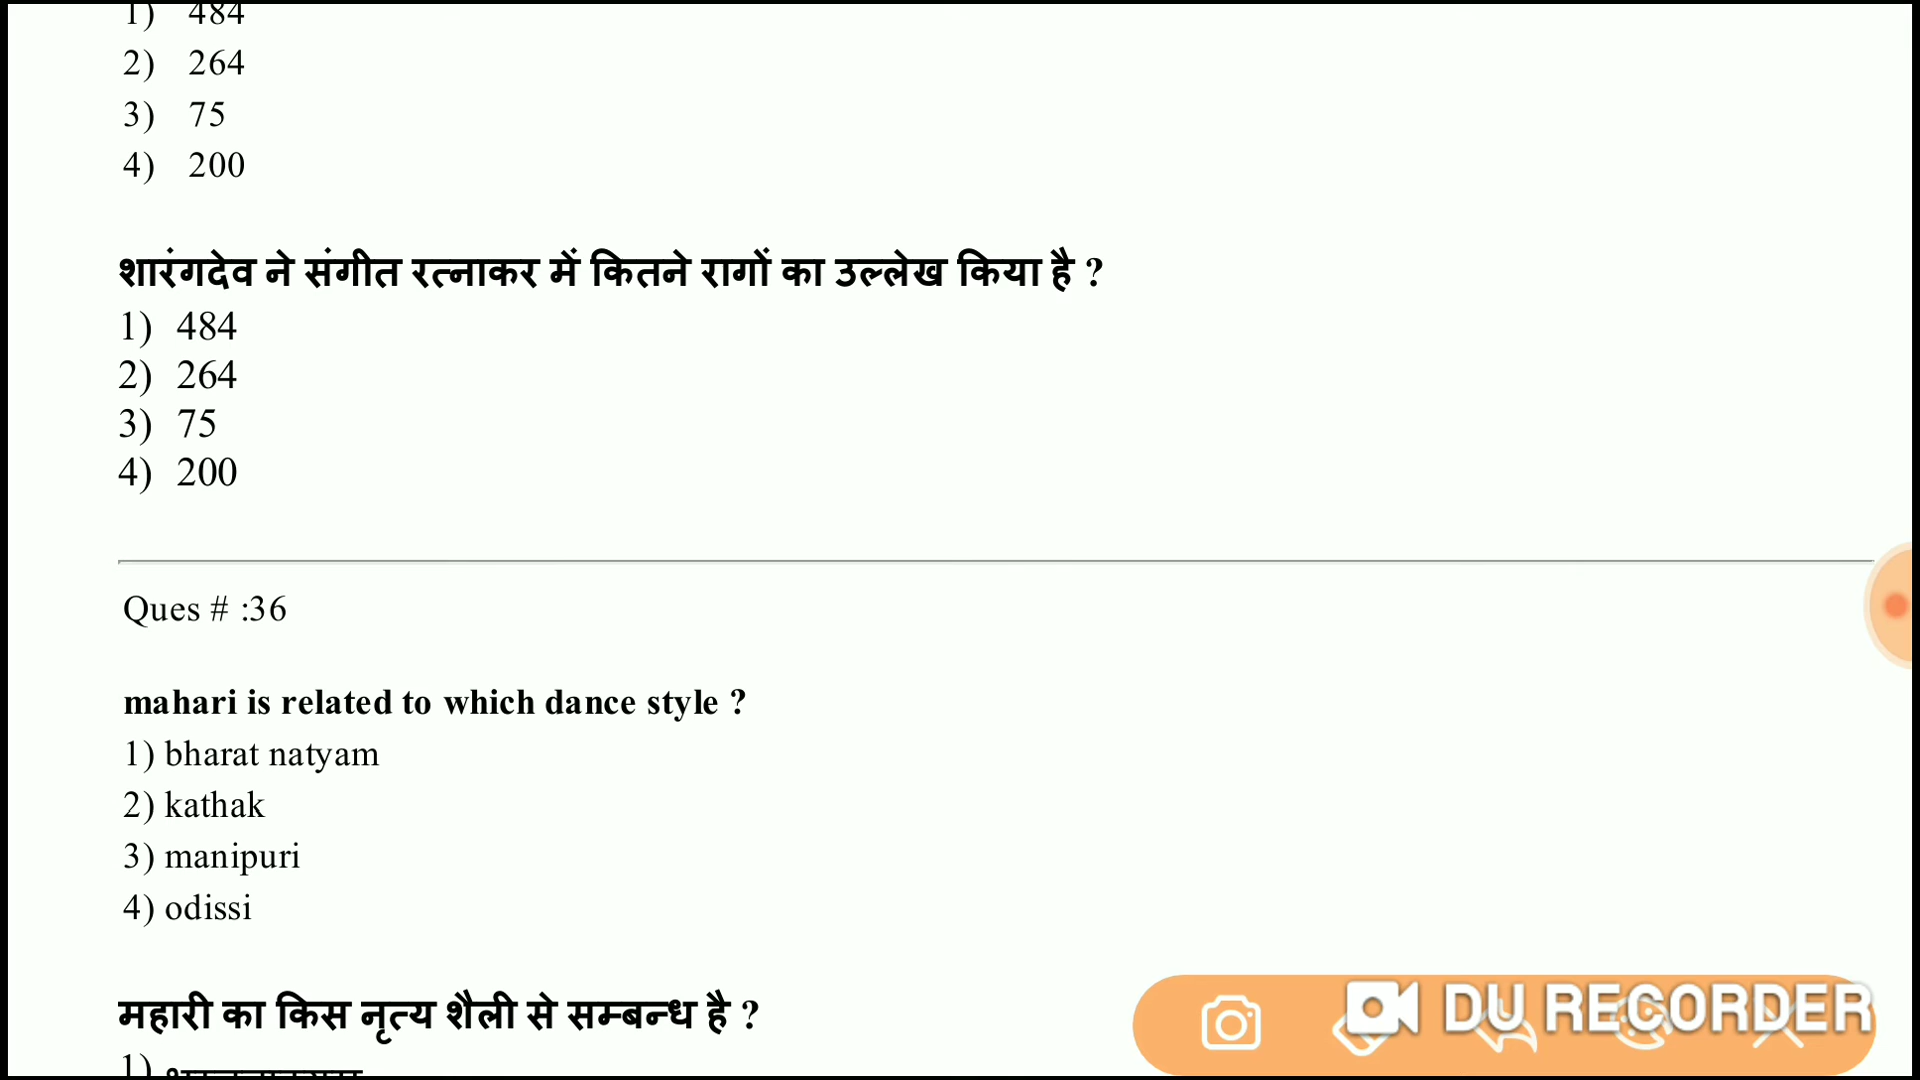 1) 484
2) 264
3) 75
4) 200
शारंगदेव ने संगीत रत्नाकर में कितने रागों का उल्लेख किया है ?
1) 484
2) 264
3) 75
4) 200
Ques # :36
mahari is related to which dance style ?
1) bharat natyam
2) kathak
3) manipuri
4) odissi
महारी का किस नृत्य शैली से सम्बन्ध है ?
1)
DU RECORDER